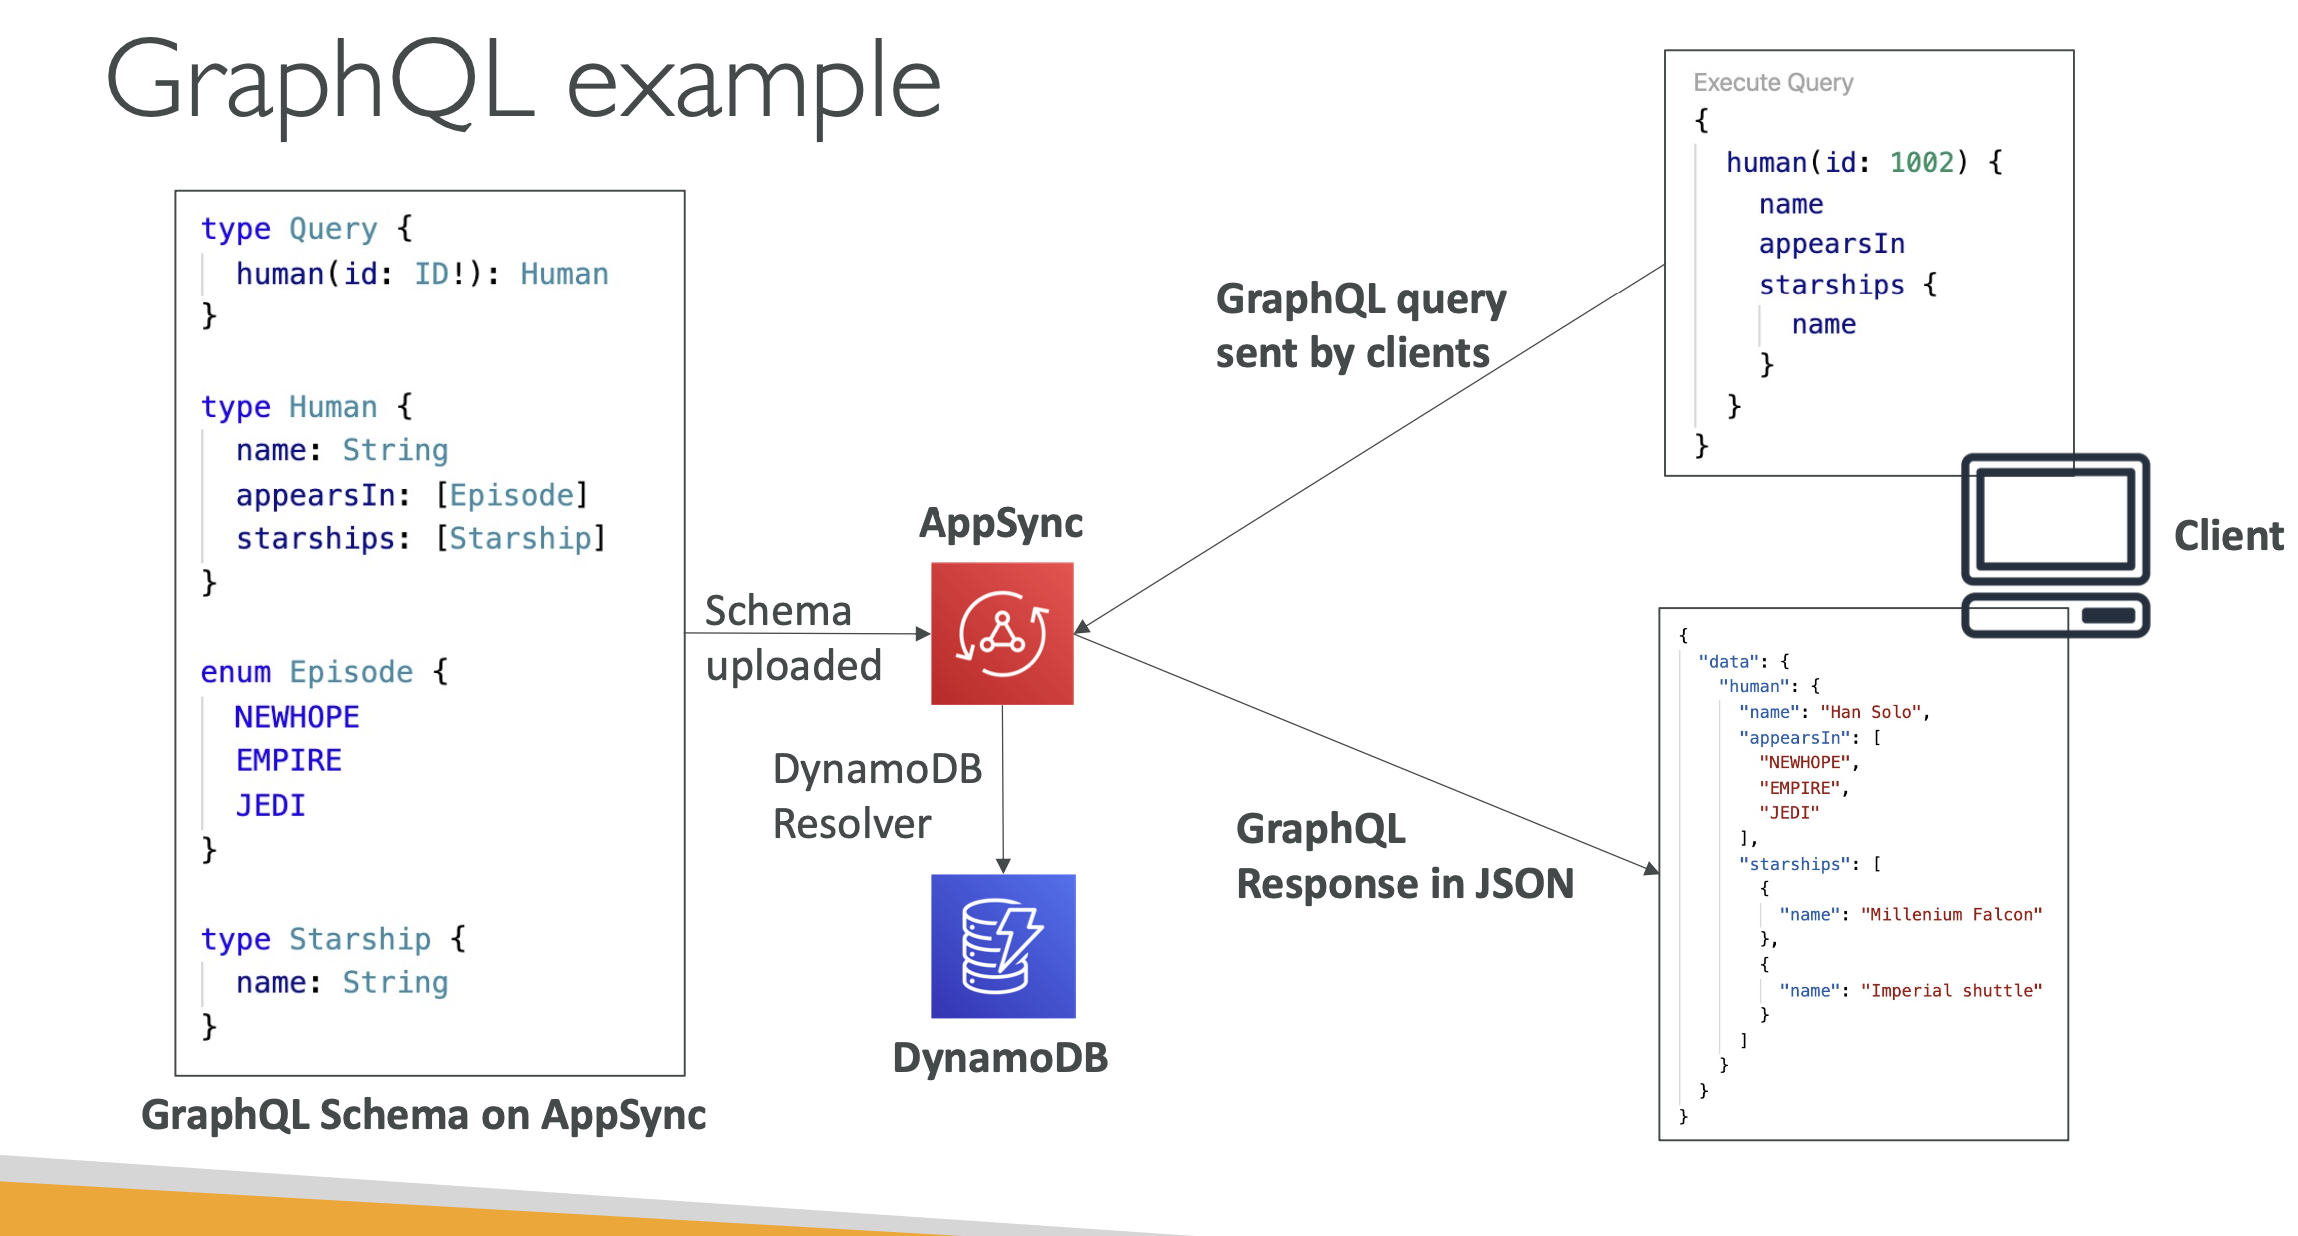 GraphQL example
type Query {
human(id: ID!): Human
}
type Human {
name: String
appearsIn: [Episode]
starships: [Starship]
}
enum Episode {
NEWHOPE
EMPIRE
JEDI
}
type Starship {
name: String
}
GraphQL Schema on AppSync
Schema
uploaded
AppSync
DynamoDB
Resolver
DynamoDB
GraphQL query
sent by clients
GraphQL
Response in JSON
Execute Query
{
human(id: 1002) {
name
appearsIn
starships {
name
}
}
}
Client
{
"data": {
"human": {
"name": "Han Solo",
"appearsIn": [
"NEWHOPE",
"EMPIRE",
"JEDI"
],
"starships": [
{
"name": "Millenium Falcon"
},
{
"name": "Imperial shuttle"
}
]
}
}
}